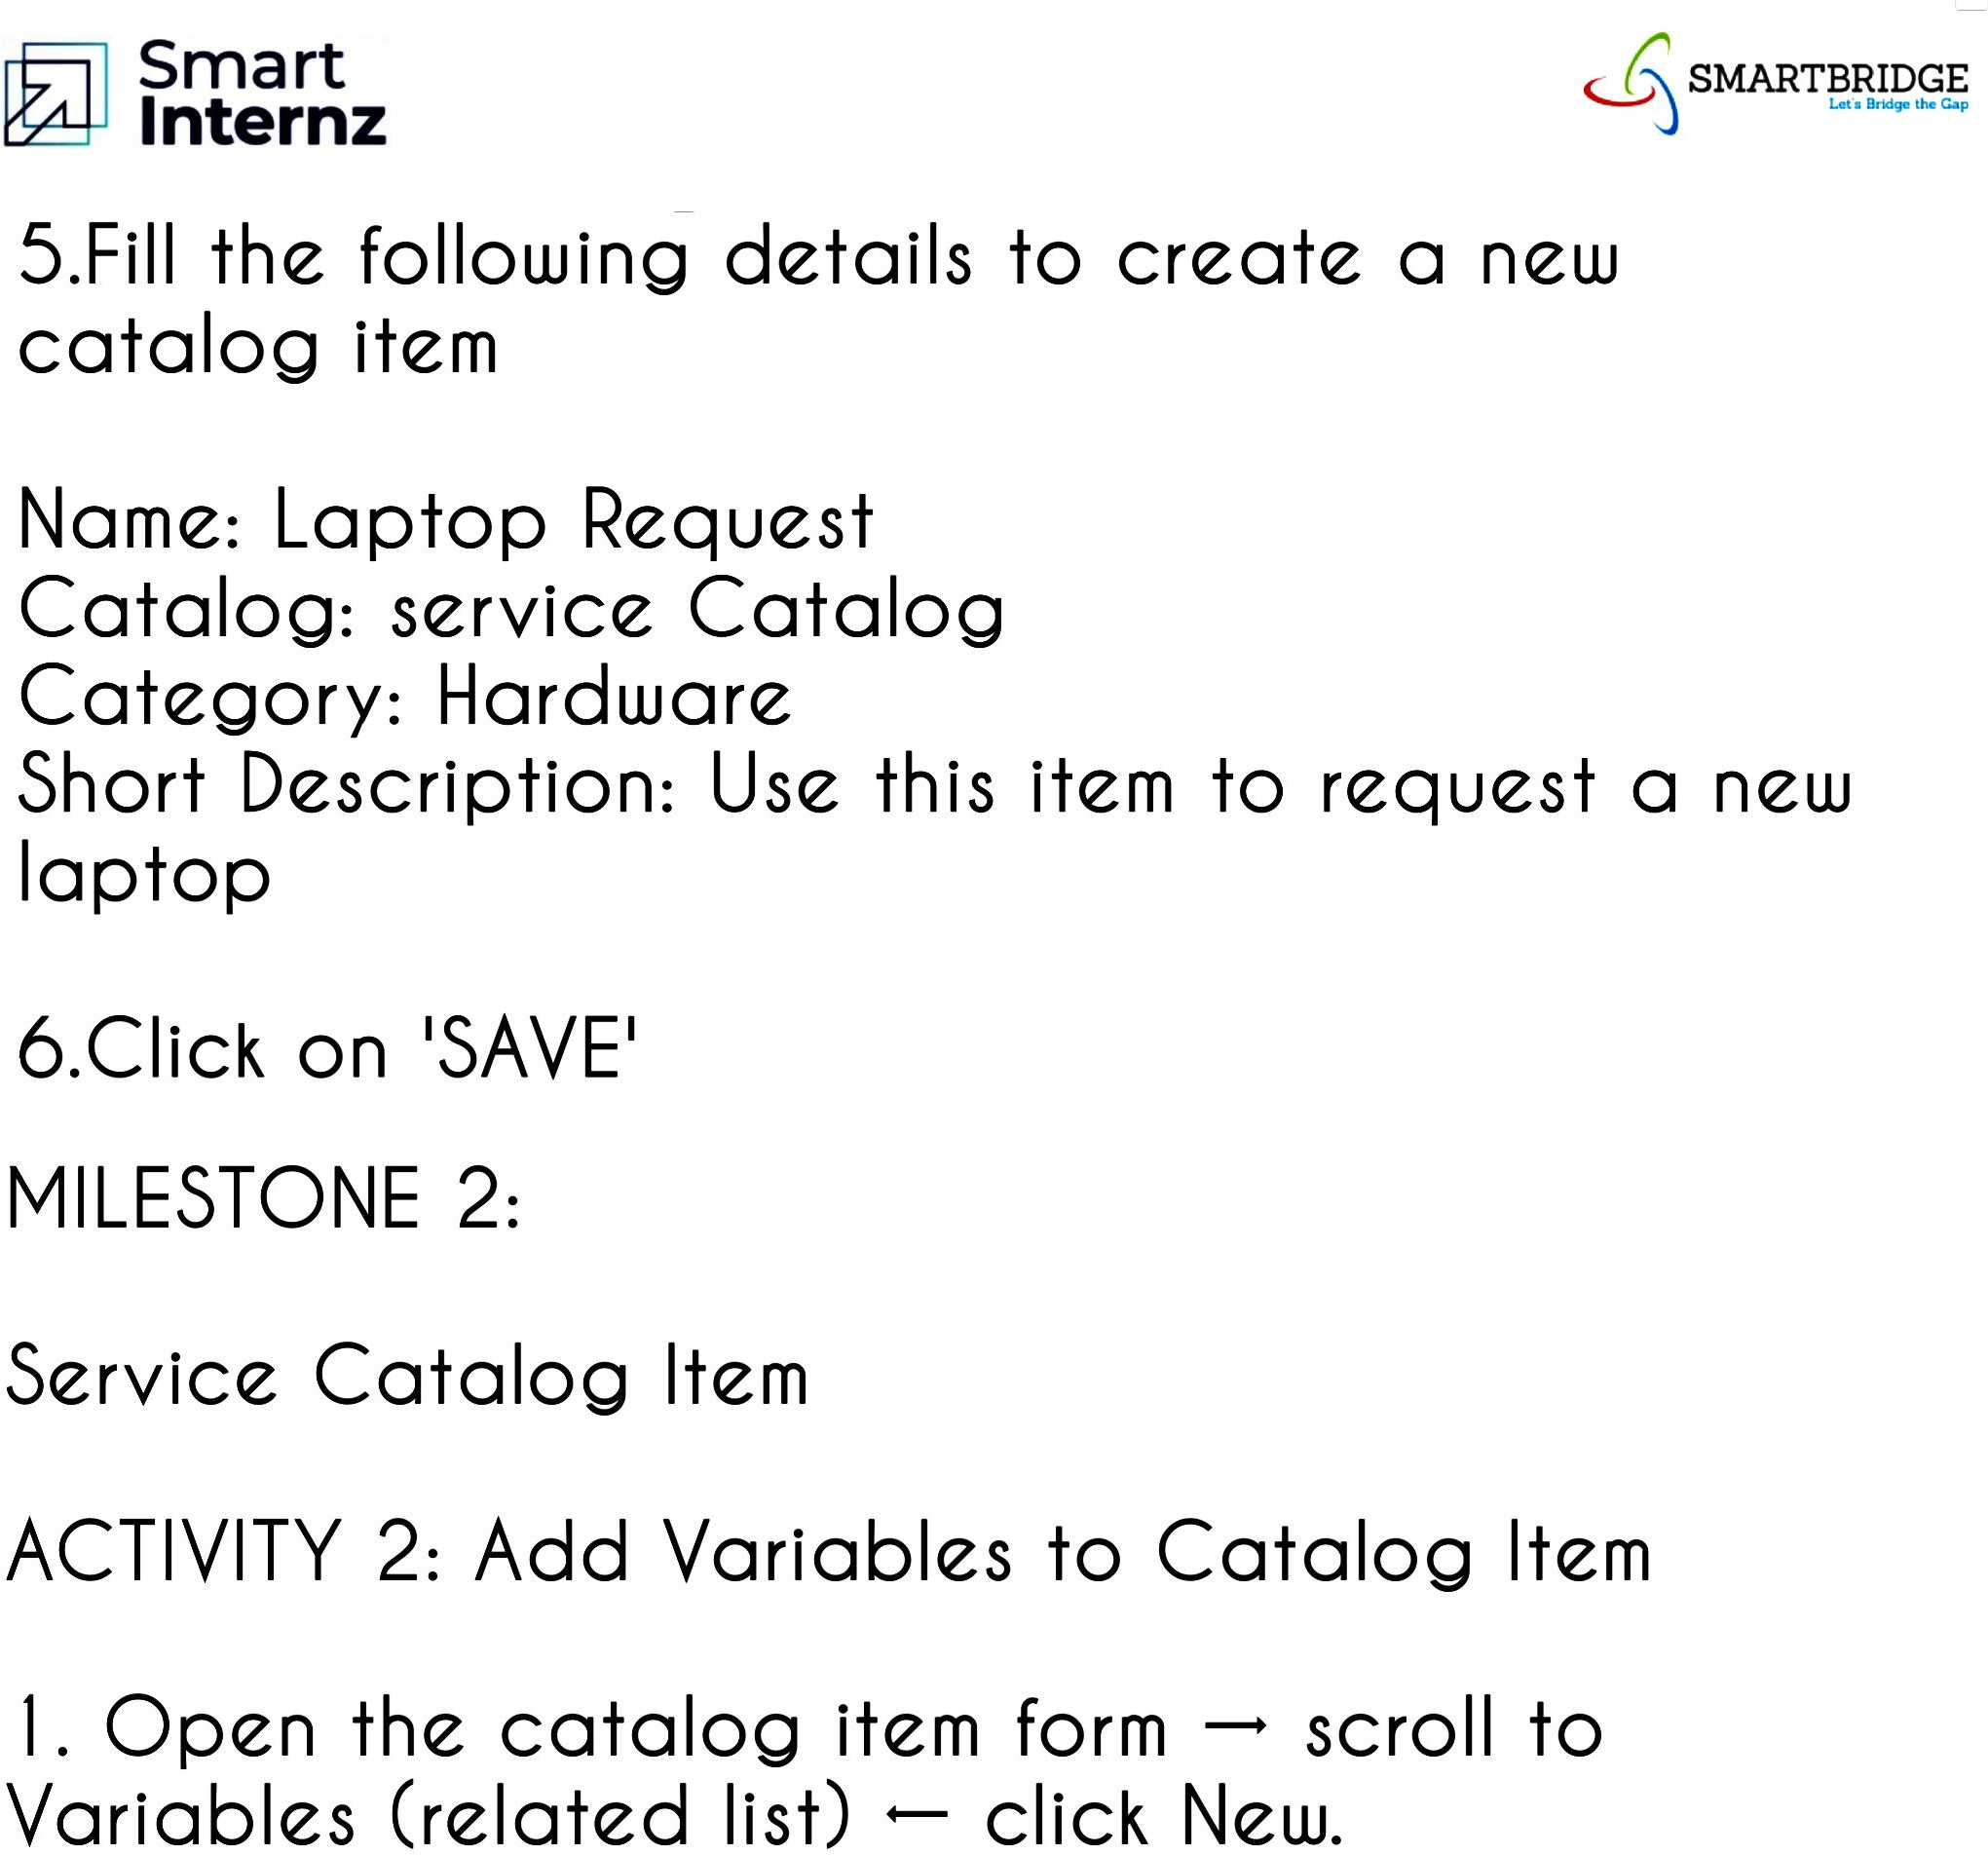 Smart
Internz
SMARTBRIDGE
Let's Bridge the Gap
5.Fill the following details to create a new
catalog item
Name: Laptop Request
Catalog: service Catalog
Category: Hardware
Short Description: Use this item to request a new
laptop
6.Click on 'SAVE'
MILESTONE 2:
Service Catalog Item
ACTIVITY 2: Add Variables to Catalog Item
1. Open the catalog item form → scroll to
Variables (related list) ← click New.